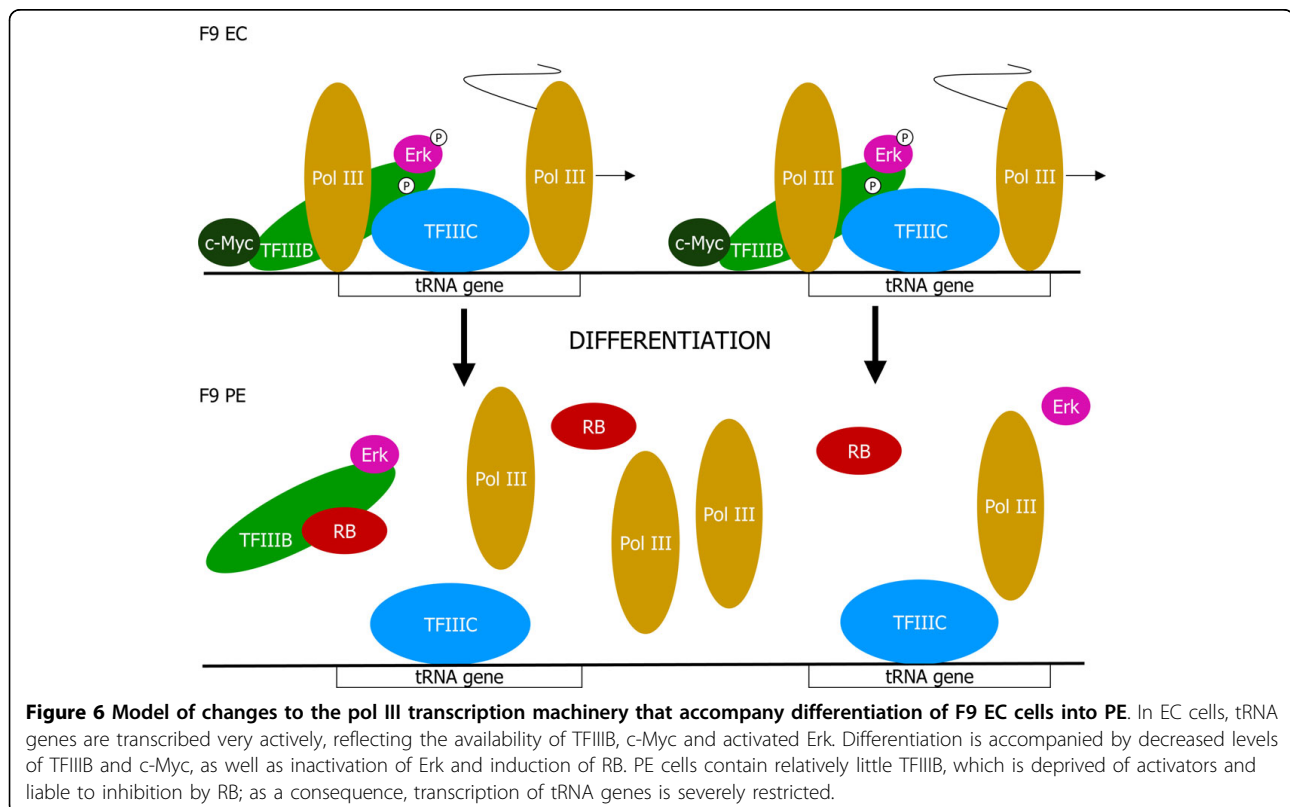 F9 EC
P
P
Erk
Erk
Pol III
Pol III
P
Pol III
P
Pol III
TFIIIC
TFIIIC
c-Myc
TFIIIB
c-Myc
TFIIIB
tRNA gene
tRNA gene
DIFFERENTIATION
F9 PE
Erk
RB
Erk
RB
Pol III
Pol III
Pol III
Pol III
TFIIIB
RB
Pol III
TFIIIC
TFIIIC
tRNA gene
tRNA gene
Figure 6 Model of changes to the pol III transcription machinery that accompany differentiation of F9 EC cells into PE. In EC cells, tRNA
genes are transcribed very actively, reflecting the availability of TFIIIB, c-Myc and activated Erk. Differentiation is accompanied by decreased levels
of TFIIIB and c-Myc, as well as inactivation of Erk and induction of RB. PE cells contain relatively little TFIIIB, which is deprived of activators and
liable to inhibition by RB; as a consequence, transcription of tRNA genes is severely restricted.